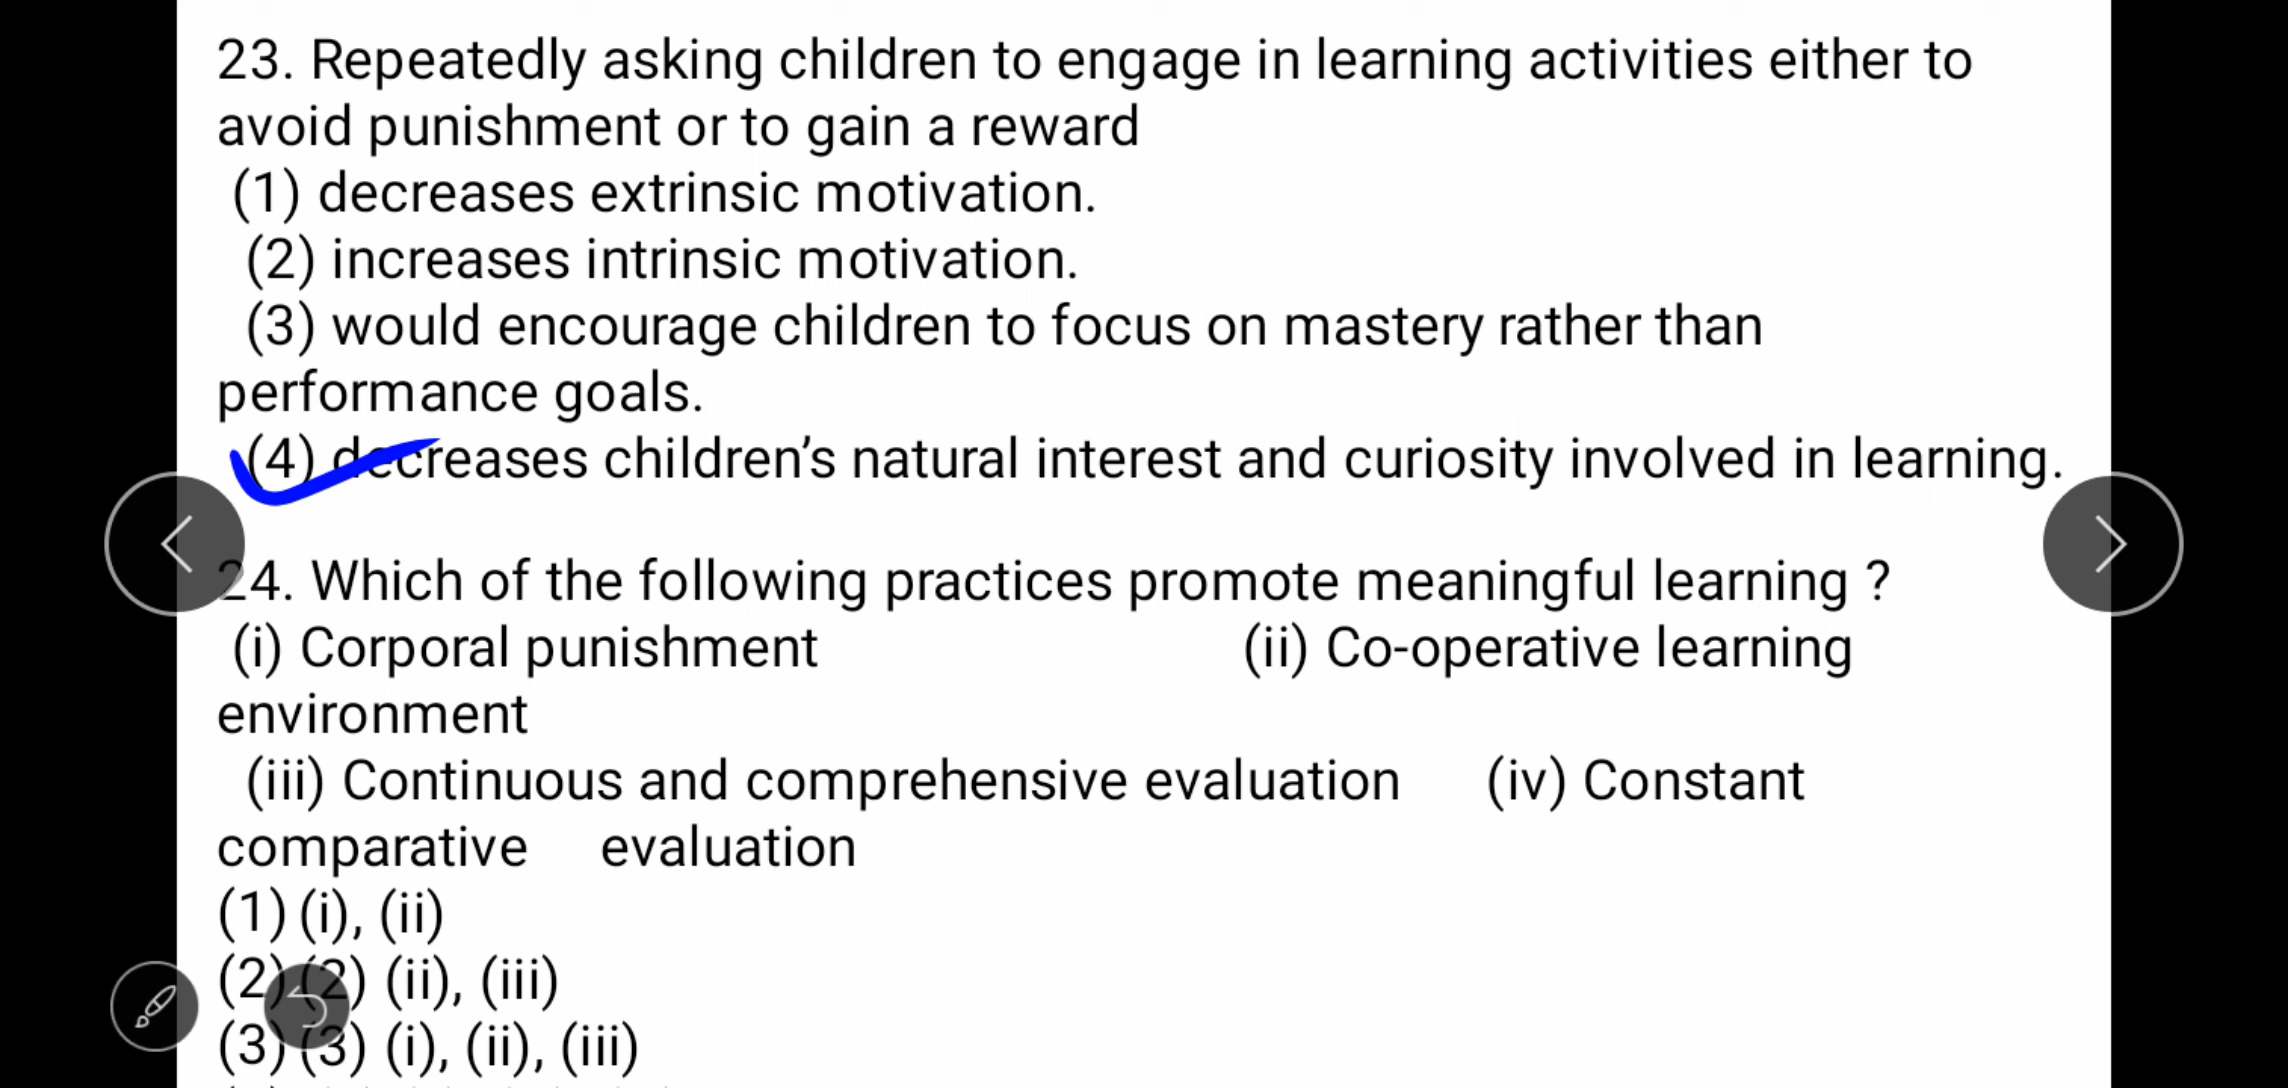 23. Repeatedly asking children to engage in learning activities either to
avoid punishment or to gain a reward
(1) decreases extrinsic motivation.
(2) increases intrinsic motivation.
(3) would encourage children to focus on mastery rather than
performance goals.
(4) decreases children's natural interest and curiosity involved in learning.
24. Which of the following practices promote meaningful learning ?
(i) Corporal punishment (ii) Co-operative learning
environment
(iii) Continuous and comprehensive evaluation (iv) Constant
comparative evaluation
(1) (i), (ii)
(2) (2) (ii), (iii)
(3) (3) (i), (ii), (iii)